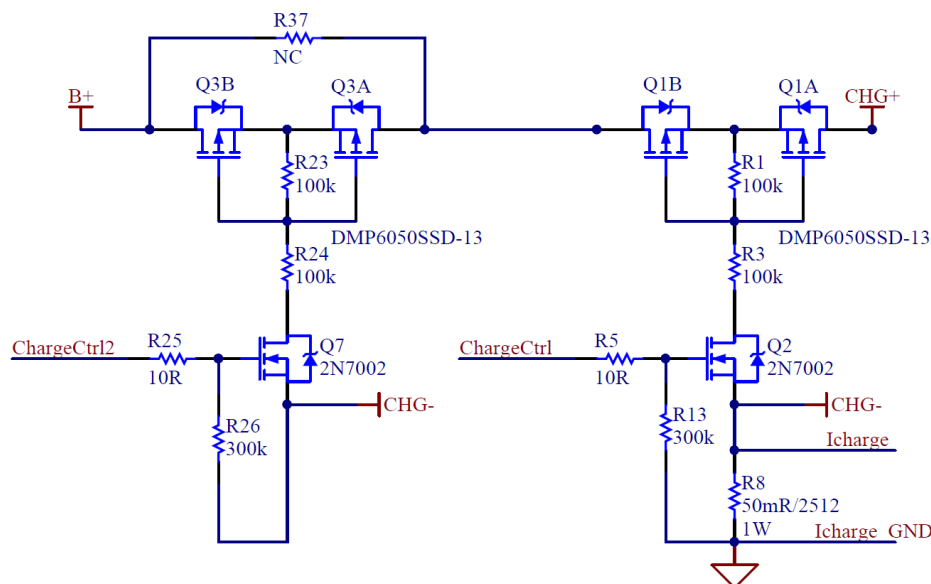 R37
NC
B+
Q3B
Q3A
Q1B
Q1A
CHG+
R23
100k
R1
100k
DMP6050SSD-13
DMP6050SSD-13
R24
100k
R3
100k
ChargeCtrl2
R25
10R
Q7
2N7002
ChargeCtrl
R5
10R
Q2
2N7002
CHG-
CHG-
R26
300k
R13
300k
Icharge
R8
50mR/2512
1W
Icharge_GND